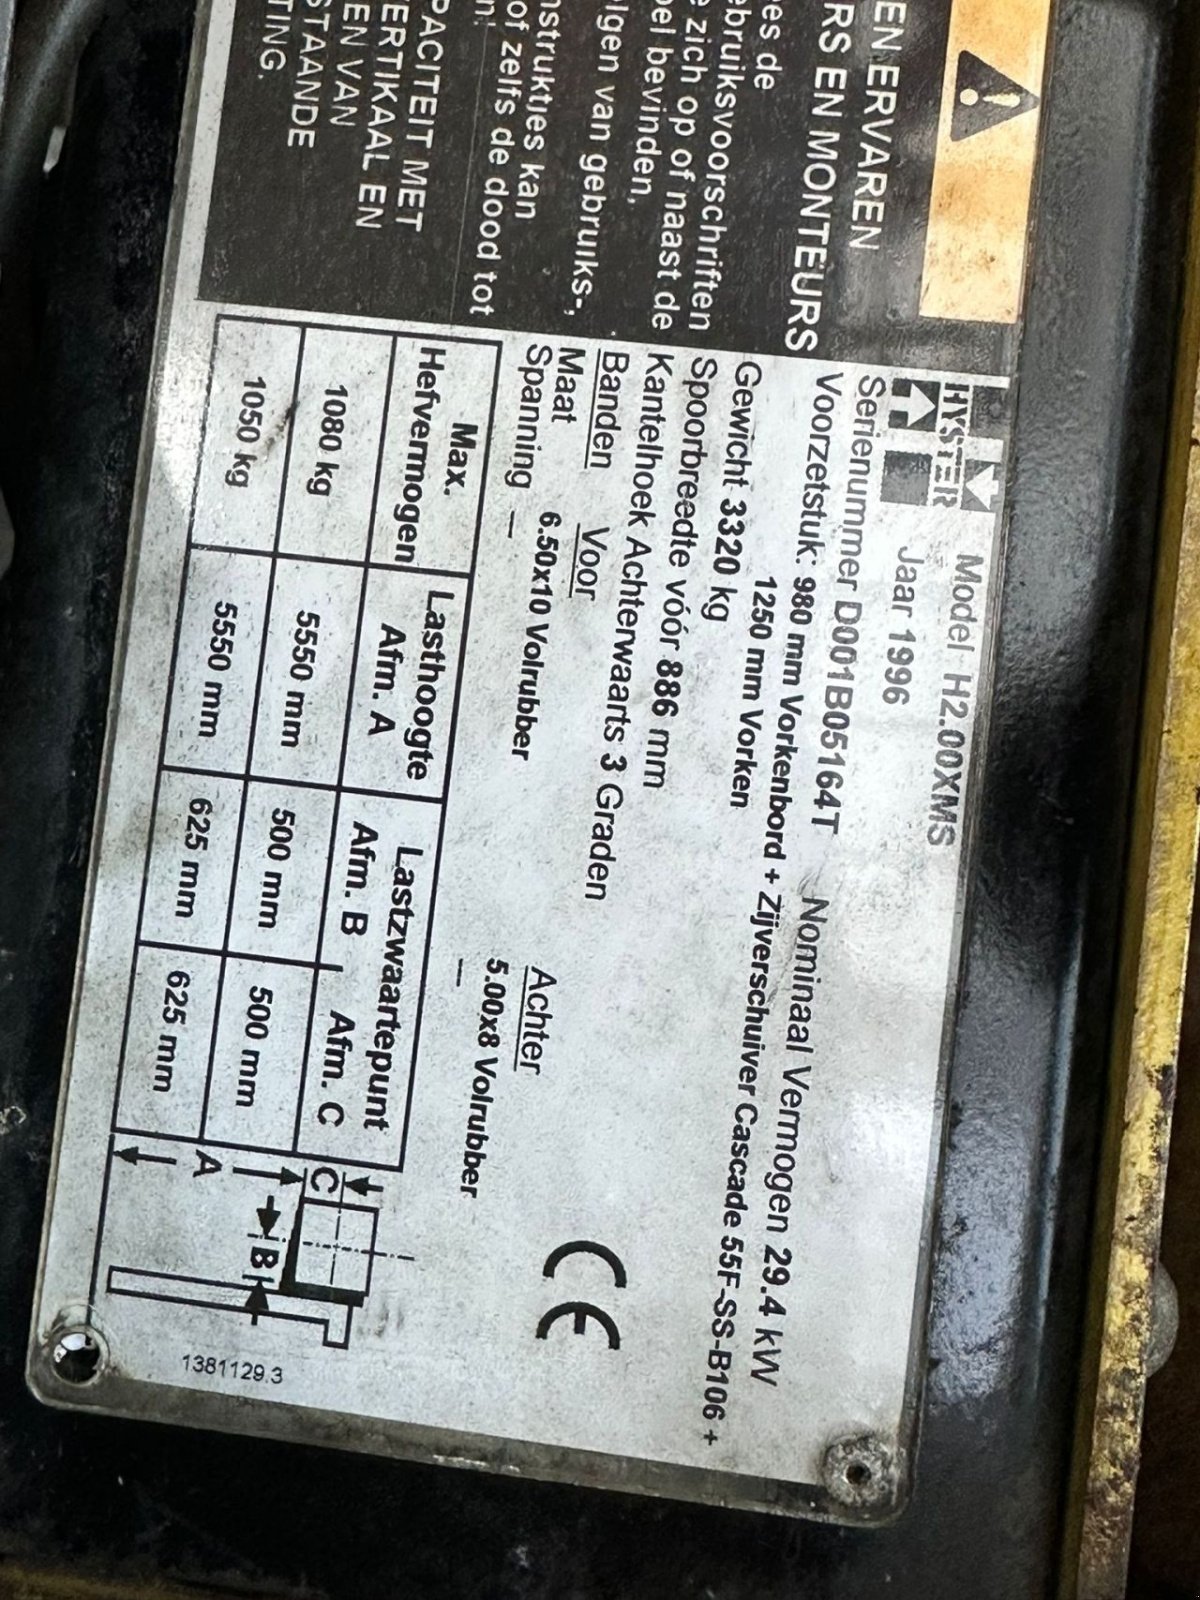 EN ERVAREN
RS EN MONTEURS
es de
ebruiksvoorschriften
e zich op of naast de
bel bevinden,
lgen van gebruiks-,
nstrukties kan
of zelfs de dood tot
n!
PACITEIT MET
ERTIKAAL EN
EN VAN
STAANDE
TING.
HYSTER
Model H2.00XMS
Jaar 1996
Serienummer D001B05164T Nominaal Vermogen 29.4 kW
Voorzetstuk: 980 mm Vorkenbord + Zijverschuiver Cascade 55F-SS-B106 +
1250 mm Vorken
Gewicht 3320 kg
Spoorbreedte vóór 886 mm
Kantelhoek Achterwaarts 3 Graden
Banden Voor Achter
Maat 6.50x10 Volrubber 5.00x8 Volrubber
Spanning — —
Max. Hefvermogen Lasthoogte Afm. A Lastzwaartepunt Afm. B Afm. C
1080 kg 5550 mm 500 mm 500 mm
1050 kg 5550 mm 625 mm 625 mm
C
A
B
CE
1381129.3